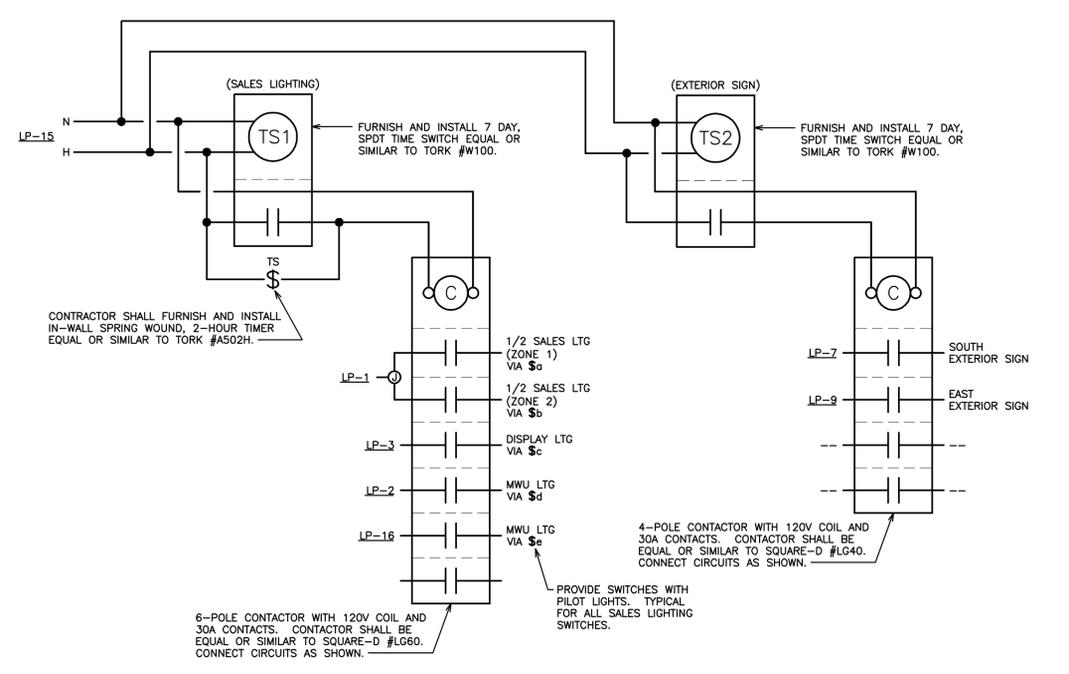 (SALES LIGHTING)
(EXTERIOR SIGN)
N
LP-15
H
TS1
FURNISH AND INSTALL 7 DAY,
SPDT TIME SWITCH EQUAL OR
SIMILAR TO TORK #W100.
TS2
FURNISH AND INSTALL 7 DAY,
SPDT TIME SWITCH EQUAL OR
SIMILAR TO TORK #W100.
TS
$
CONTRACTOR SHALL FURNISH AND INSTALL
IN-WALL SPRING WOUND, 2-HOUR TIMER
EQUAL OR SIMILAR TO TORK #A502H.
C
LP-1
J
1/2 SALES LTG
(ZONE 1)
VIA $a
1/2 SALES LTG
(ZONE 2)
VIA $b
LP-3
DISPLAY LTG
VIA $c
LP-2
MWU LTG
VIA $d
LP-16
MWU LTG
VIA $e
PROVIDE SWITCHES WITH
PILOT LIGHTS. TYPICAL
FOR ALL SALES LIGHTING
SWITCHES.
6-POLE CONTACTOR WITH 120V COIL AND
30A CONTACTS. CONTACTOR SHALL BE
EQUAL OR SIMILAR TO SQUARE-D #LG60.
CONNECT CIRCUITS AS SHOWN.
C
LP-7
SOUTH
EXTERIOR SIGN
LP-9
EAST
EXTERIOR SIGN
-- --
-- --
4-POLE CONTACTOR WITH 120V COIL AND
30A CONTACTS. CONTACTOR SHALL BE
EQUAL OR SIMILAR TO SQUARE-D #LG40.
CONNECT CIRCUITS AS SHOWN.